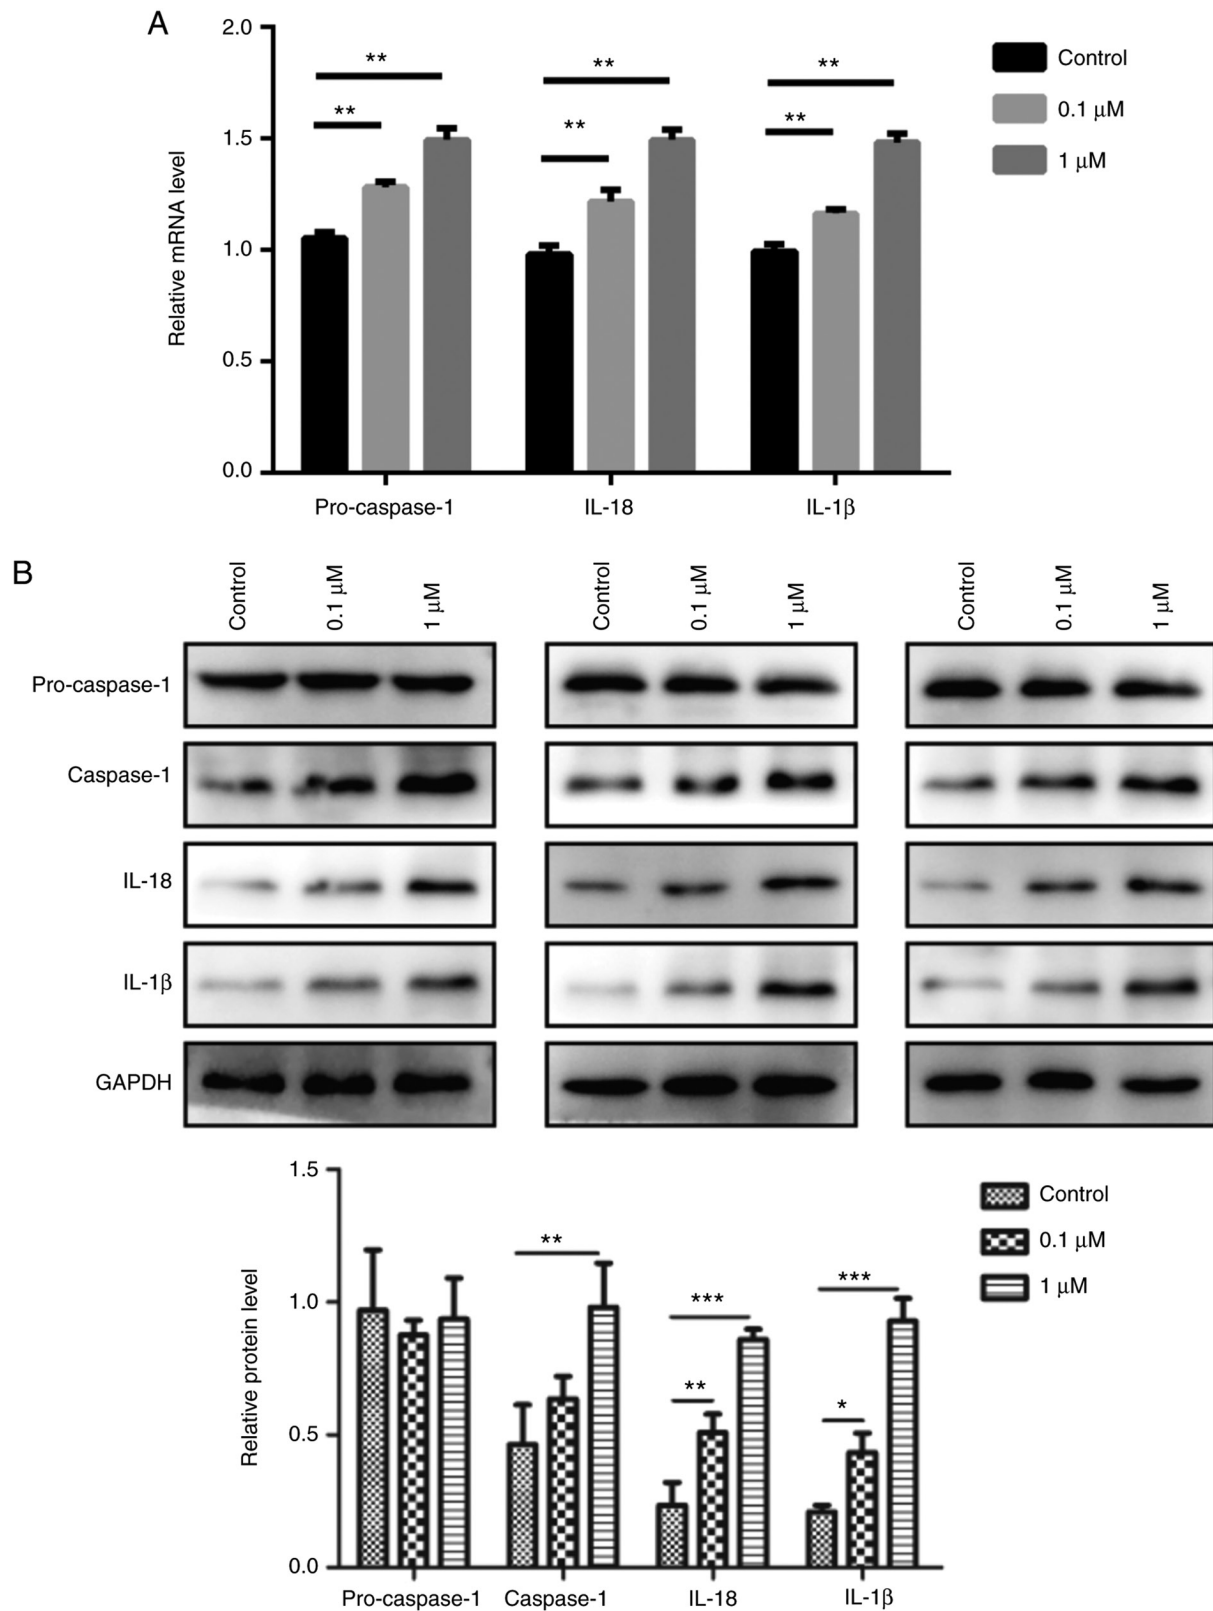 A
2.0
1.5
1.0
0.5
0.0
Relative mRNA level
** ** ** ** ** **
Control
0.1 μM
1 μM
Pro-caspase-1 IL-18 IL-1β
B
Control 0.1 μM 1 μM Control 0.1 μM 1 μM Control 0.1 μM 1 μM
Pro-caspase-1
Caspase-1
IL-18
IL-1β
GAPDH
1.5
1.0
0.5
0.0
Relative protein level
** *** ** *** *
Control
0.1 μM
1 μM
Pro-caspase-1 Caspase-1 IL-18 IL-1β